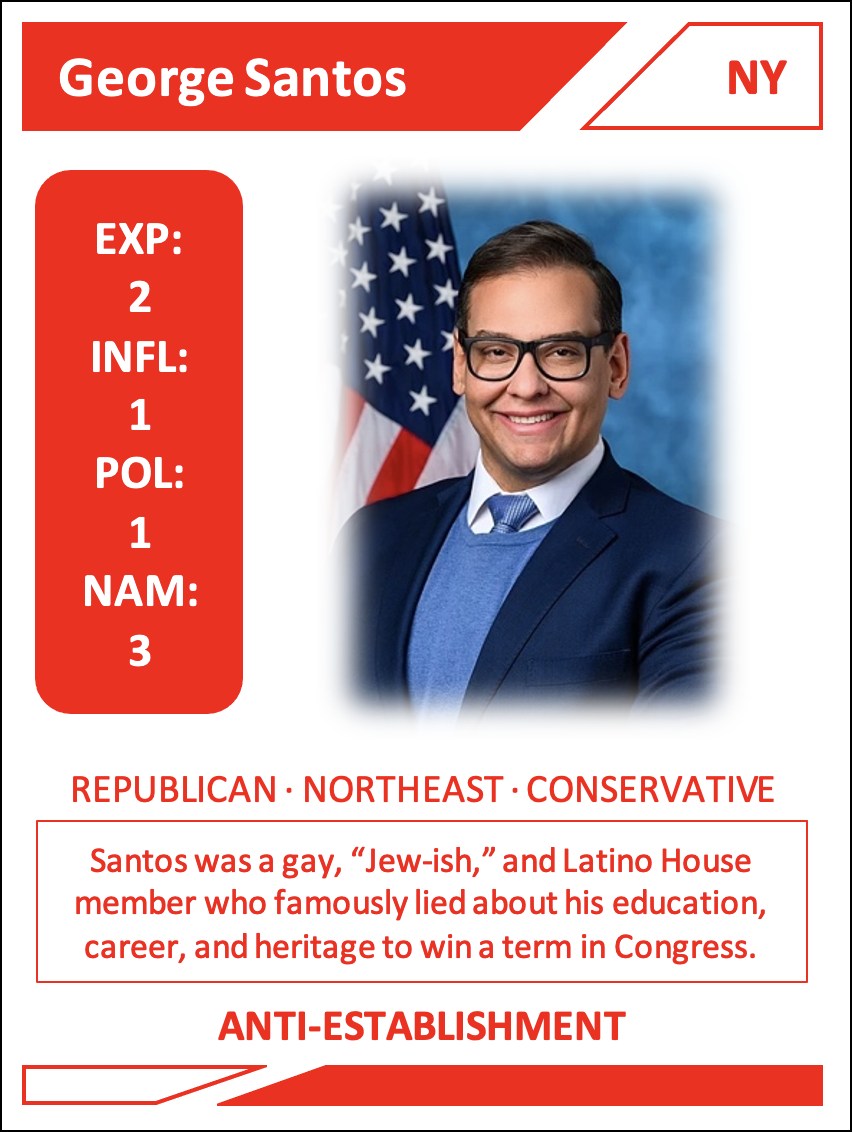 George Santos
NY
EXP:
2
INFL:
1
POL:
1
NAM:
3
REPUBLICAN · NORTHEAST · CONSERVATIVE
Santos was a gay, “Jew-ish,” and Latino House
member who famously lied about his education,
career, and heritage to win a term in Congress.
ANTI-ESTABLISHMENT